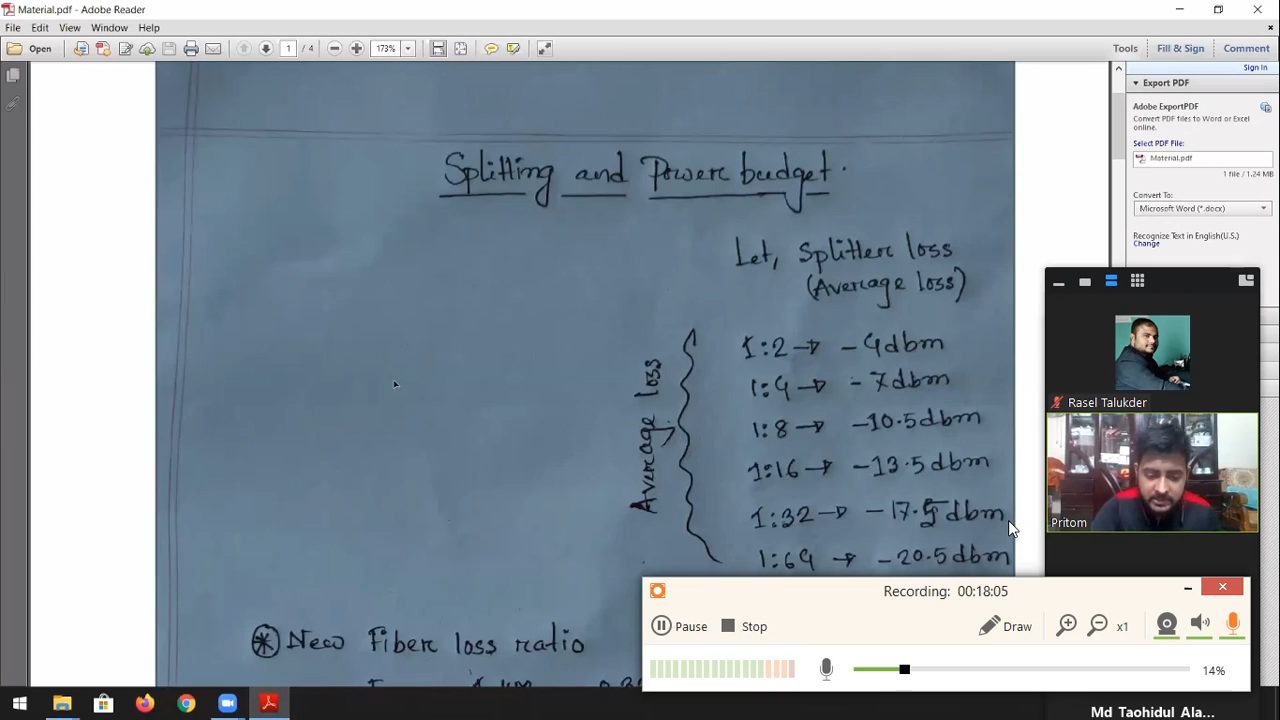 Material.pdf - Adobe Reader
File Edit View Window Help
Open 1 / 4 173% Tools Fill & Sign Comment
Sign In
Export PDF
Adobe ExportPDF
Convert PDF files to Word or Excel online.
Select PDF File:
Material.pdf
1 file / 1.24 MB
Convert To:
Microsoft Word (*.docx)
Recognize Text in English(U.S.)
Change
Splitting and Power budget.
Let, Splitter loss
(Average loss)
Average loss
1:2 → - 4dbm
1:4 → - 7dbm
1:8 → -10.5dbm
1:16 → -13.5dbm
1:32 → -17.5dbm
1:64 → -20.5dbm
New Fiber loss ratio
Rasel Talukder
Pritom
Recording: 00:18:05
Pause Stop Draw x1
14%
Md Taohidul Ala...